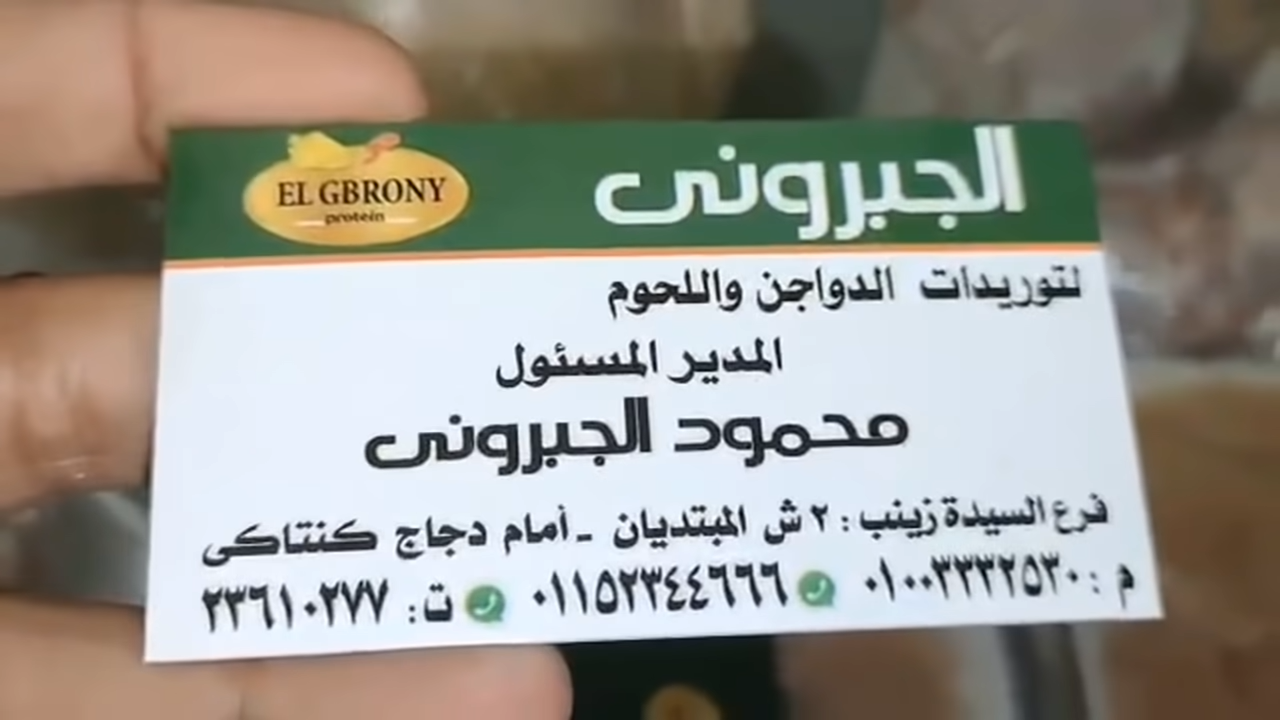 الجبرونى
EL GBRONY
protein
لتوريدات الدواجن واللحوم
المدير المسئول
محمود الجبرونى
فرع السيدة زينب : ٢ ش المبتديان - أمام دجاج كنتاكى
م : ٠١٠٠٣٣٣٢٥٣٠ ٠١١٥٢٣٤٤٦٦٦ ت: ٢٣٦١٠٢٧٧